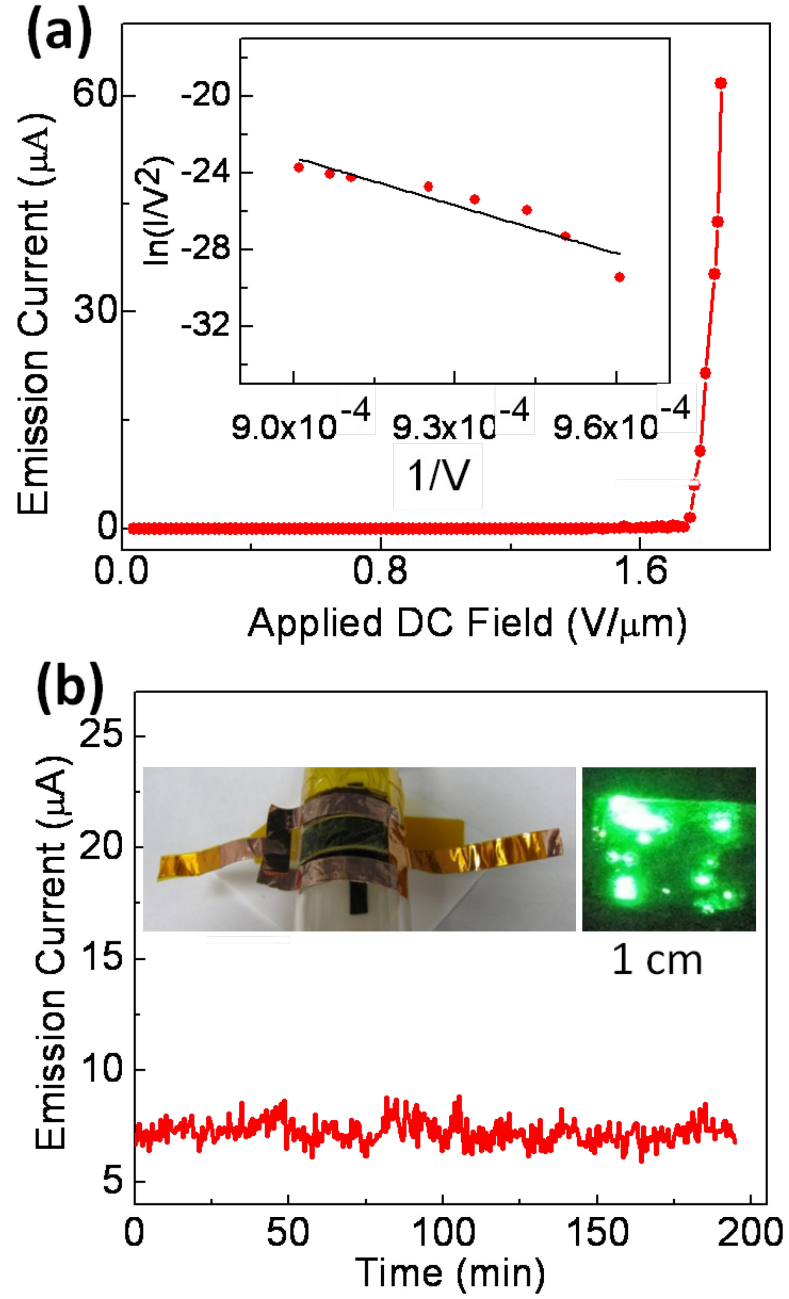 (a)
60
30
0
Emission Current (μA)
-20
-24
-28
-32
ln(I/V2)
9.0x10-4 9.3x10-4 9.6x10-4
1/V
0.0 0.8 1.6
Applied DC Field (V/μm)
(b)
25
20
15
10
5
Emission Current (μA)
1 cm
0 50 100 150 200
Time (min)